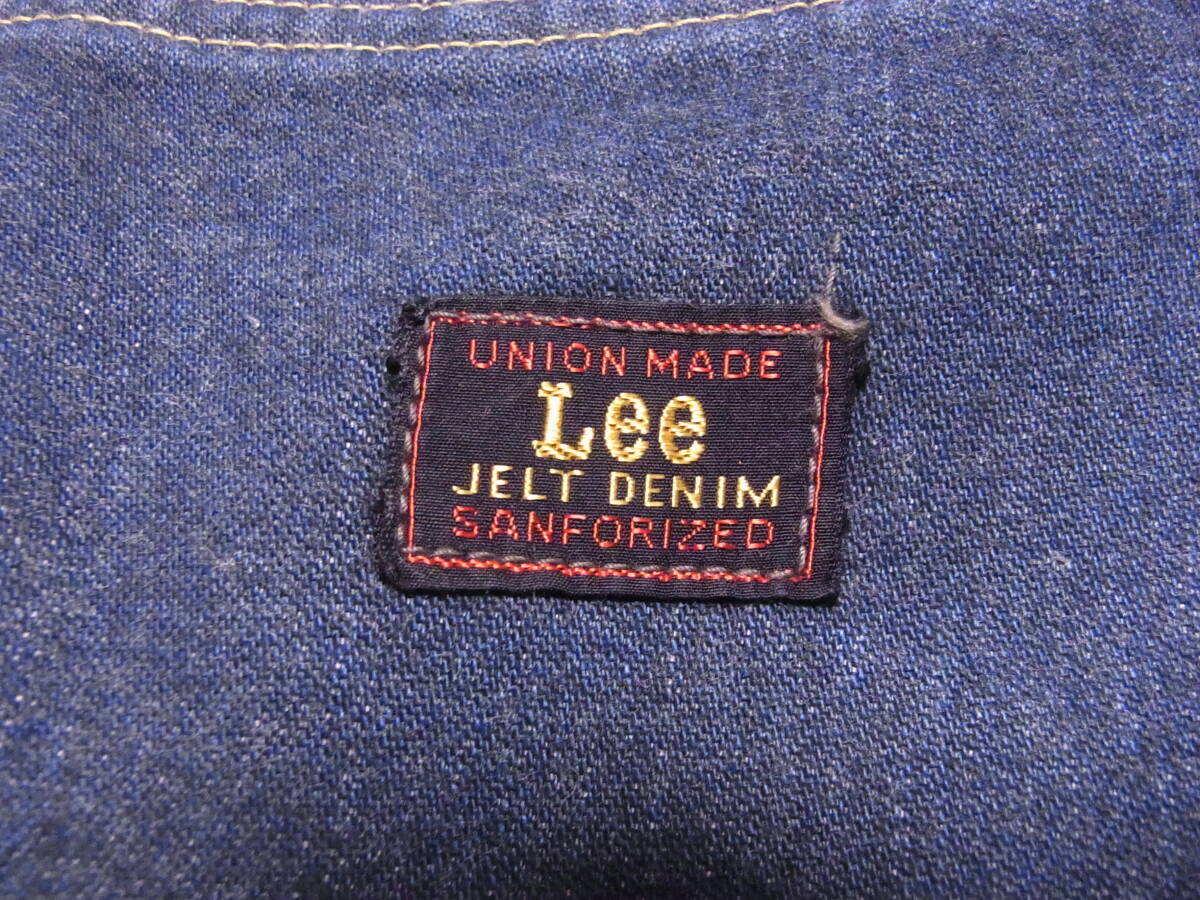 UNION MADE
Lee
JELT DENIM
SANFORIZED